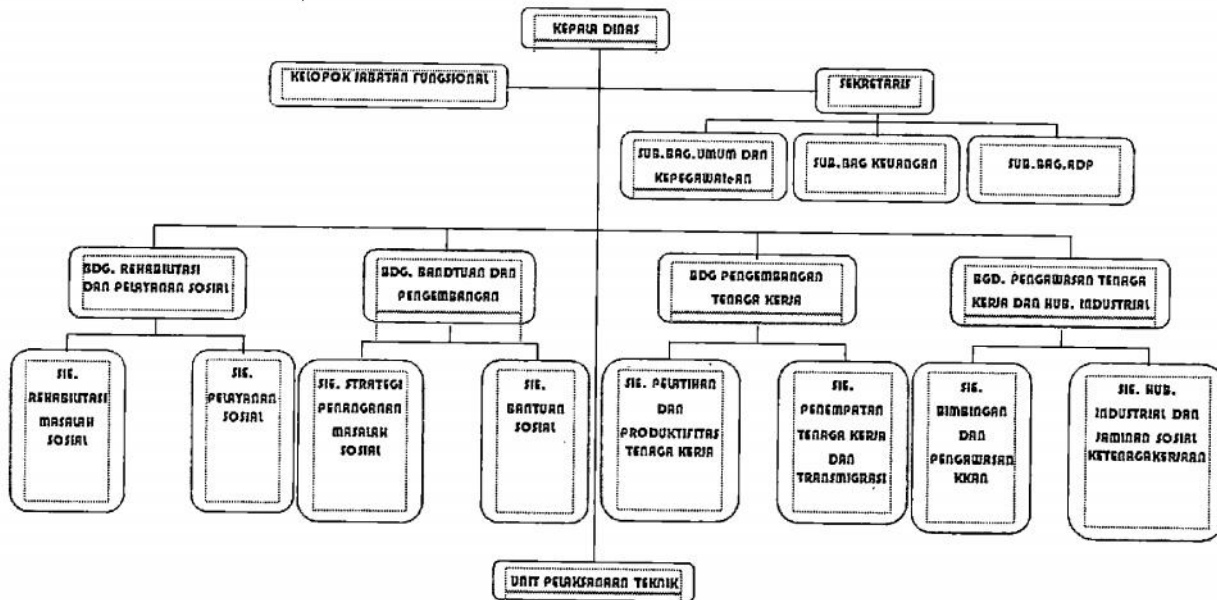 KEPALA DINAS
KELOPOK JABATAN FUNGSIONAL
SEKRETARIS
SUB.BAG.UMUM DAN
KEPEGAWAIeAN
SUB.BAG KEUANGAN
SUB.BAG.ADP
BDG. REHABILITASI
DAN PELAYANAN SOSIAL
BDG. BANDTUAN DAN
PENGEMBANGAN
BDG PENGEMBANGAN
TENAGA KERJA
BGD. PENGAWASAN TENAGA
KERJA DAN HUB. INDUSTRIAL
SIE.
REHABILITASI
MASALAH
SOSIAL
SIE.
PELAYANAN
SOSIAL
SIE. STRATEGI
PENANGANAN
MASALAH
SOSIAL
SIE.
BANTUAN
SOSIAL
SIE. PELATIHAN
DAN
PRODUKTIFITAS
TENAGA KERJA
SIE.
PENEMPATAN
TENAGA KERJA
DAN
TRANSMIGRASI
SIE.
BIMBINGAN
DAN
PENGAWASAN
KKAN
SIE. HUB.
INDUSTRIAL DAN
JAMINAN SOSIAL
KETENAGAKERJAAN
UNIT PELAKSANAAN TEKNIK